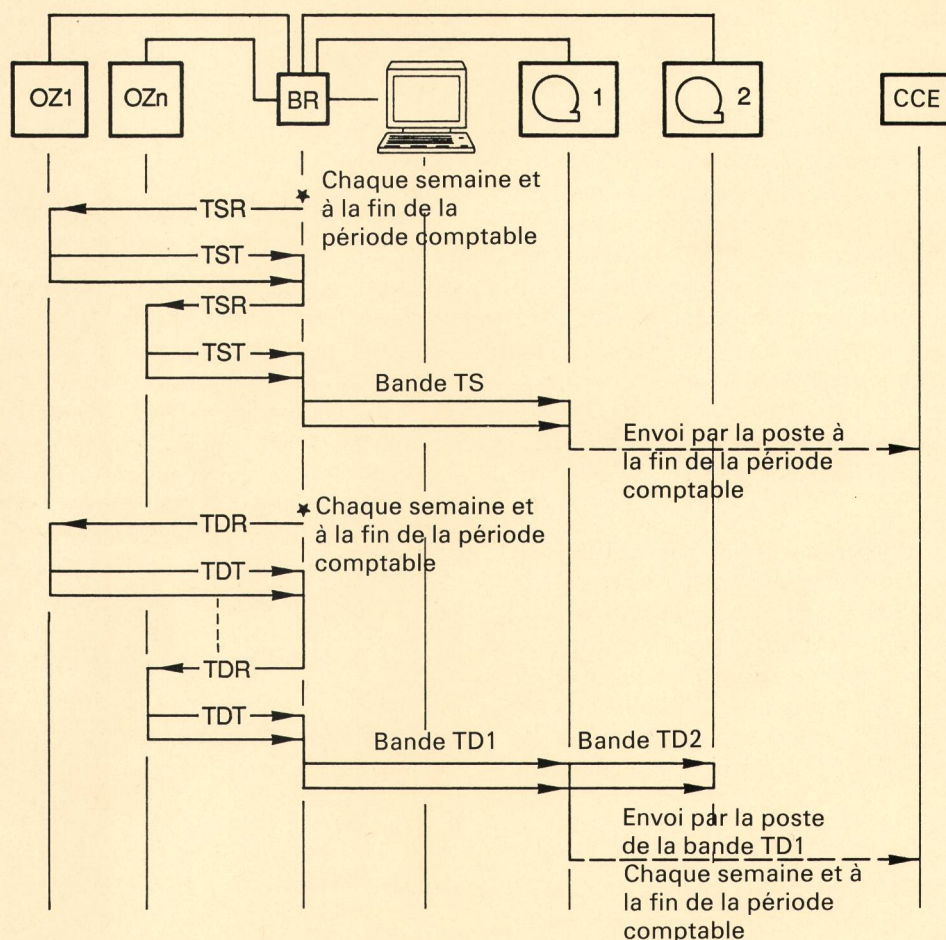 OZ1 OZn BR 1 2 CCE
Chaque semaine et
à la fin de la
période comptable
TSR
TST
TSR
TST
Bande TS
Envoi par la poste à
la fin de la période
comptable
Chaque semaine et
à la fin de la période
comptable
TDR
TDT
TDR
TDT
Bande TD1 Bande TD2
Envoi par la poste
de la bande TD1
Chaque semaine et à
la fin de la période
comptable